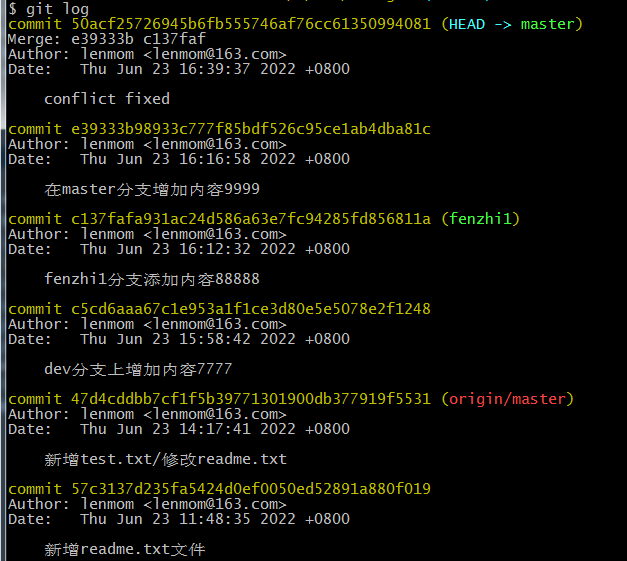 $ git log
commit 50acf25726945b6fb555746af76cc61350994081 (HEAD -> master)
Merge: e39333b c137faf
Author: lenmom <lenmom@163.com>
Date:   Thu Jun 23 16:39:37 2022 +0800
conflict fixed
commit e39333b98933c777f85bdf526c95ce1ab4dba81c
Author: lenmom <lenmom@163.com>
Date:   Thu Jun 23 16:16:58 2022 +0800
在master分支增加内容9999
commit c137fafa931ac24d586a63e7fc94285fd856811a (fenzhi1)
Author: lenmom <lenmom@163.com>
Date:   Thu Jun 23 16:12:32 2022 +0800
fenzhi1分支添加内容88888
commit c5cd6aaa67c1e953a1f1ce3d80e5e5078e2f1248
Author: lenmom <lenmom@163.com>
Date:   Thu Jun 23 15:58:42 2022 +0800
dev分支上增加内容7777
commit 47d4cddbb7cf1f5b39771301900db377919f5531 (origin/master)
Author: lenmom <lenmom@163.com>
Date:   Thu Jun 23 14:17:41 2022 +0800
新增test.txt/修改readme.txt
commit 57c3137d235fa5424d0ef0050ed52891a880f019
Author: lenmom <lenmom@163.com>
Date:   Thu Jun 23 11:48:35 2022 +0800
新增readme.txt文件